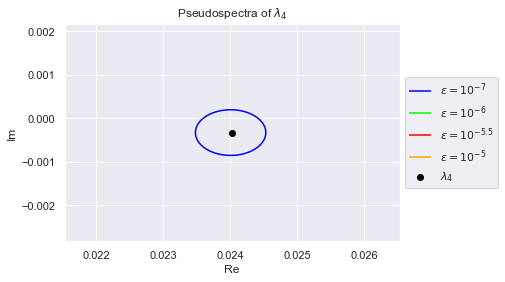 Pseudospectra of λ₄
0.002
0.001
0.000
−0.001
−0.002
Im
0.022 0.023 0.024 0.025 0.026
Re
ε = 10⁻⁷
ε = 10⁻⁶
ε = 10⁻⁵·⁵
ε = 10⁻⁵
λ₄